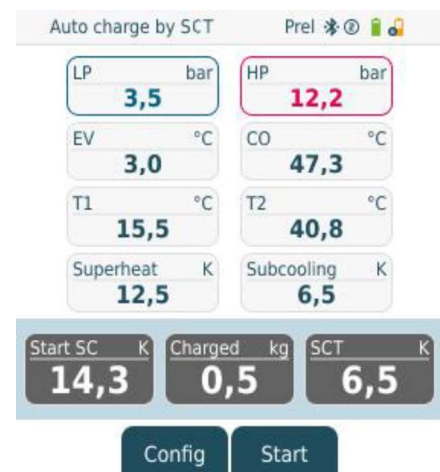 Auto charge by SCT Prel
LP bar HP bar
3,5 12,2
EV °C CO °C
3,0 47,3
T1 °C T2 °C
15,5 40,8
Superheat K Subcooling K
12,5 6,5
Start SC K Charged kg SCT K
14,3 0,5 6,5
Config Start